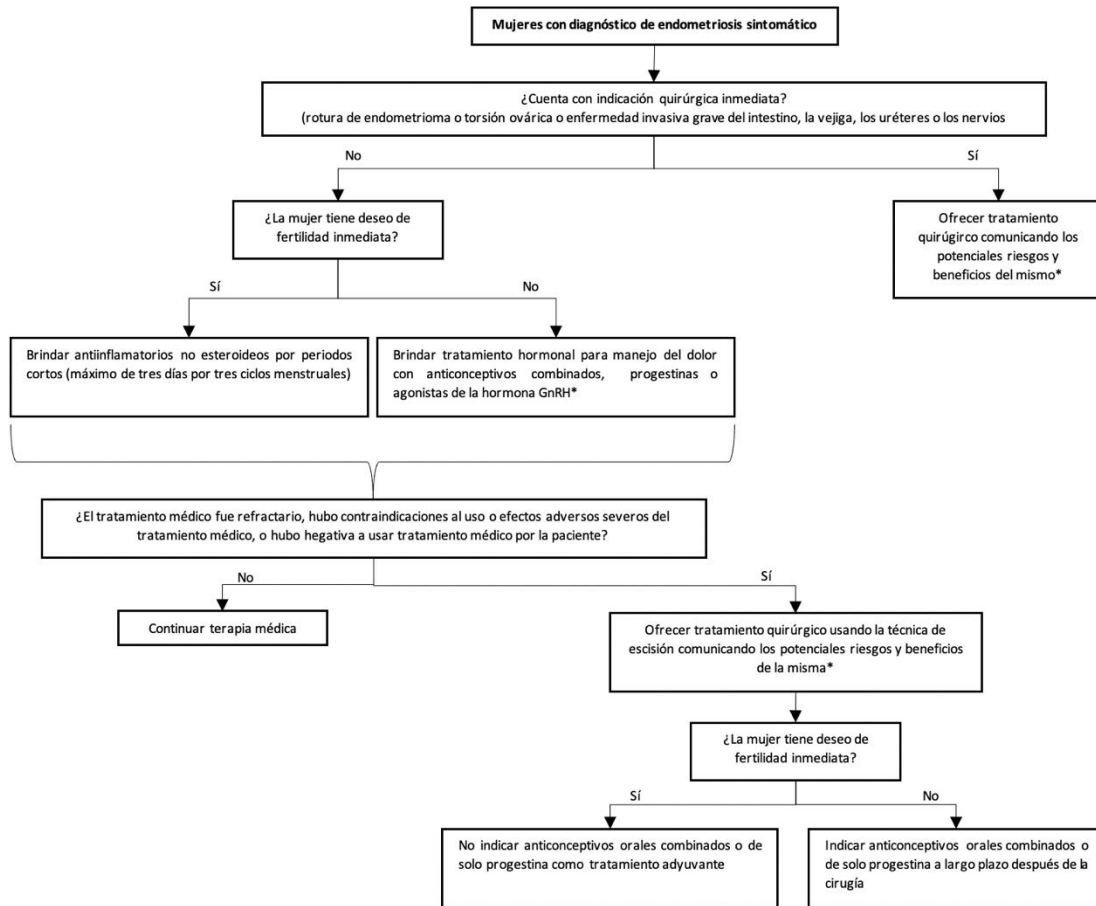 Mujeres con diagnóstico de endometriosis sintomático
¿Cuenta con indicación quirúrgica inmediata?
(rotura de endometrioma o torsión ovárica o enfermedad invasiva grave del intestino, la vejiga, los uréteres o los nervios
No
Sí
¿La mujer tiene deseo de
fertilidad inmediata?
Ofrecer tratamiento
quirúgirco comunicando los
potenciales riesgos y
beneficios del mismo*
Sí
No
Brindar antiinflamatorios no esteroideos por periodos
cortos (máximo de tres días por tres ciclos menstruales)
Brindar tratamiento hormonal para manejo del dolor
con anticonceptivos combinados, progestinas o
agonistas de la hormona GnRH*
¿El tratamiento médico fue refractario, hubo contraindicaciones al uso o efectos adversos severos del
tratamiento médico, o hubo negativa a usar tratamiento médico por la paciente?
No
Sí
Continuar terapia médica
Ofrecer tratamiento quirúrgico usando la técnica de
escisión comunicando los potenciales riesgos y beneficios
de la misma*
¿La mujer tiene deseo de
fertilidad inmediata?
Sí
No
No indicar anticonceptivos orales combinados o de
solo progestina como tratamiento adyuvante
Indicar anticonceptivos orales combinados o
de solo progestina a largo plazo después de la
cirugía